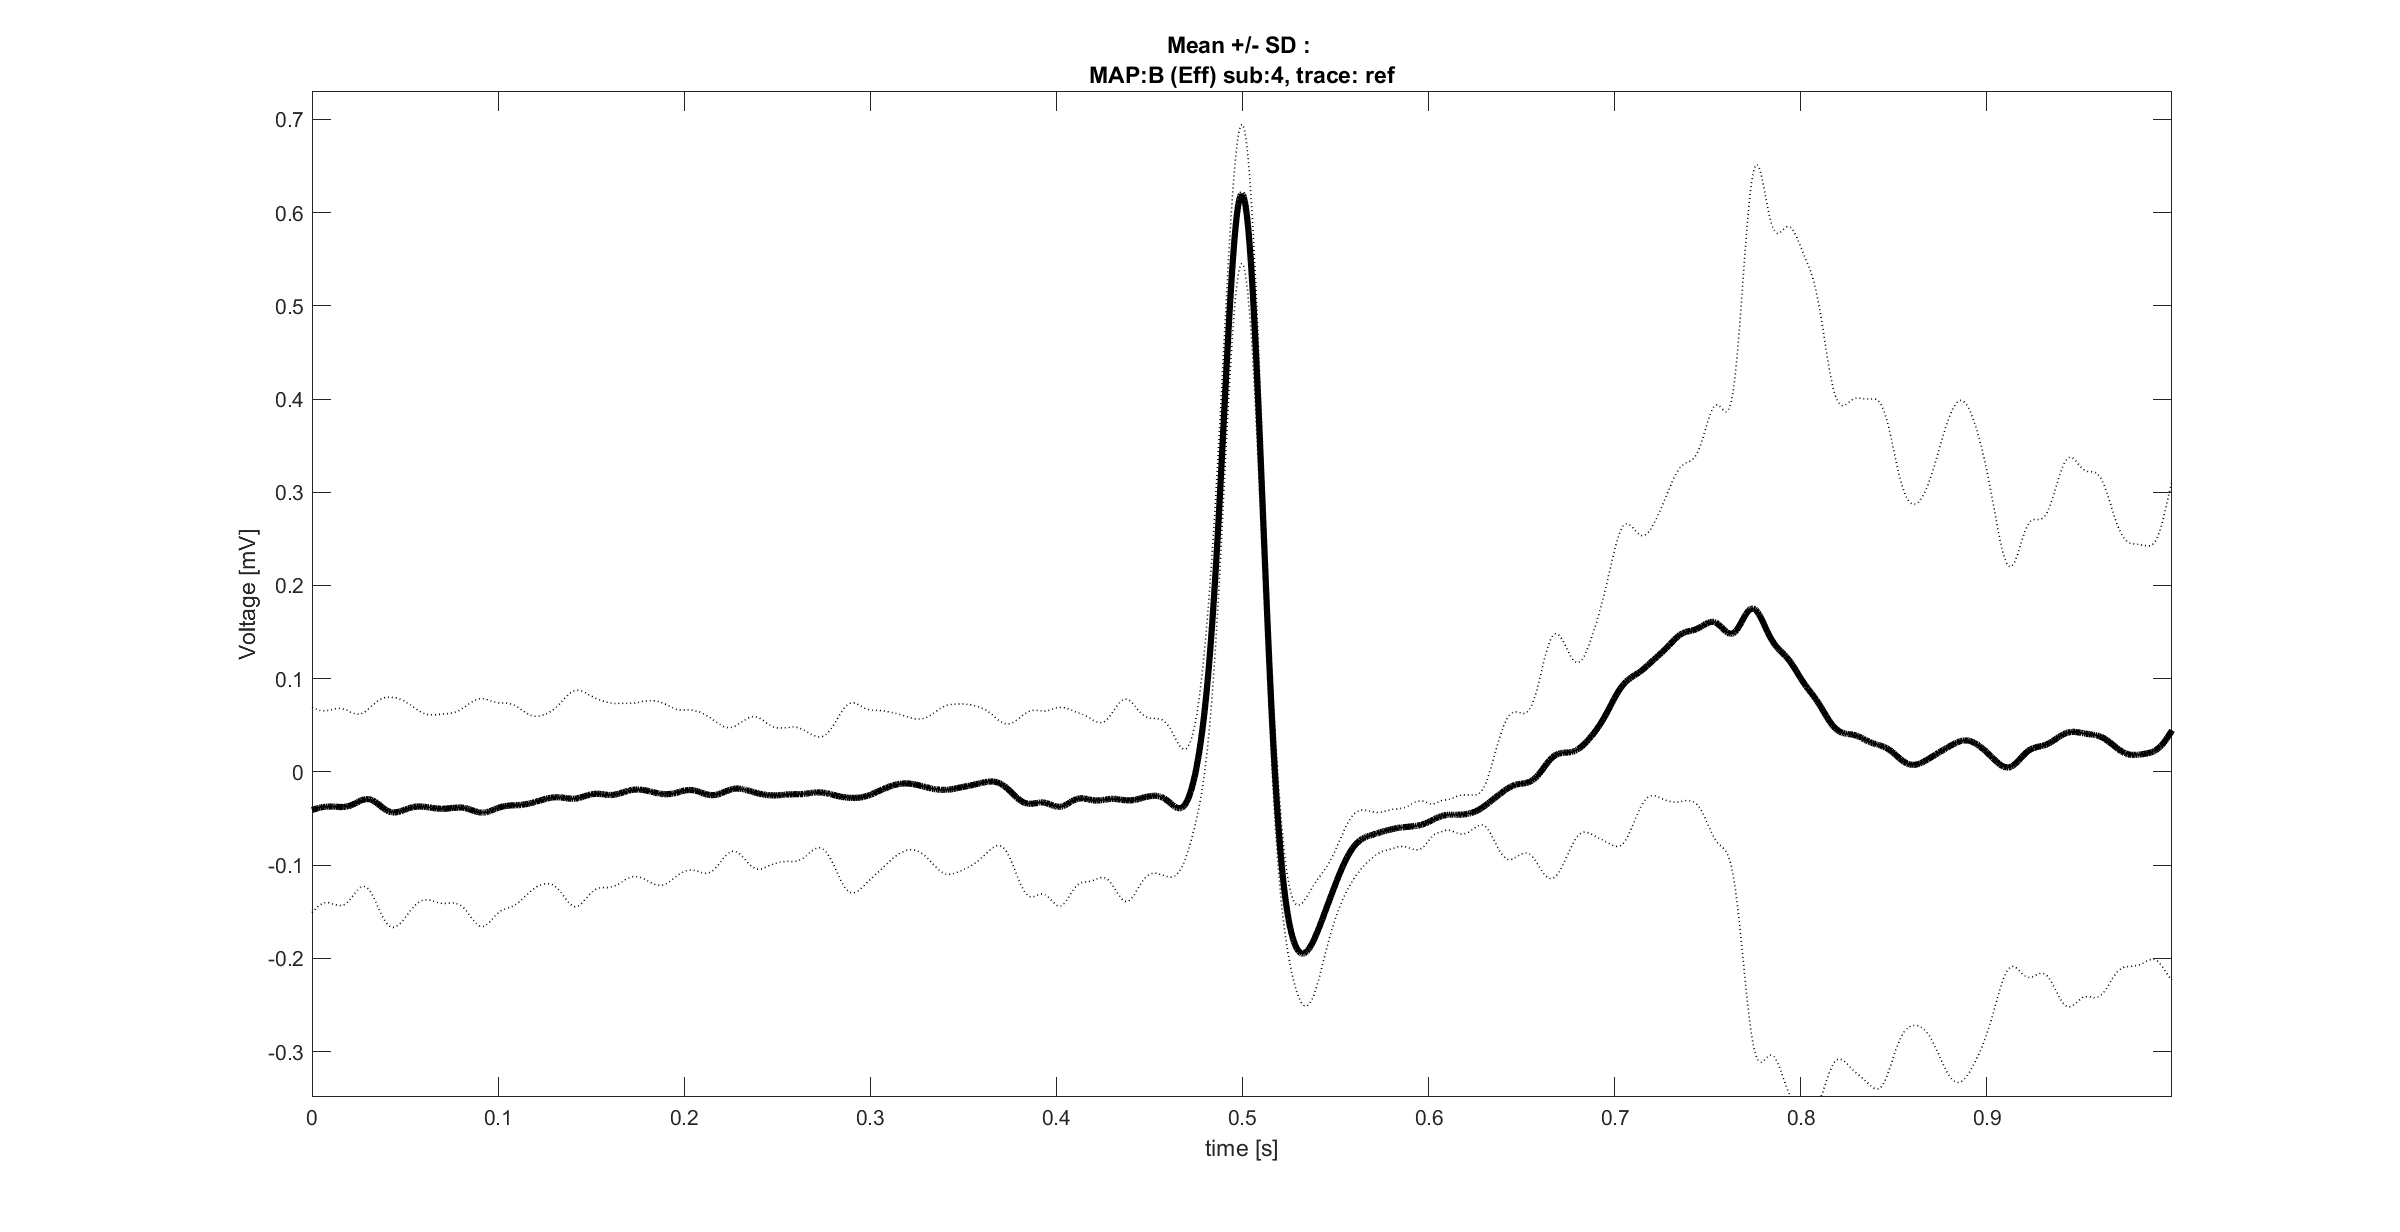 Mean +/- SD :
MAP:B (Eff) sub:4, trace: ref
0.7
0.6
0.5
0.4
0.3
0.2
0.1
0
-0.1
-0.2
-0.3
Voltage [mV]
0 0.1 0.2 0.3 0.4 0.5 0.6 0.7 0.8 0.9
time [s]